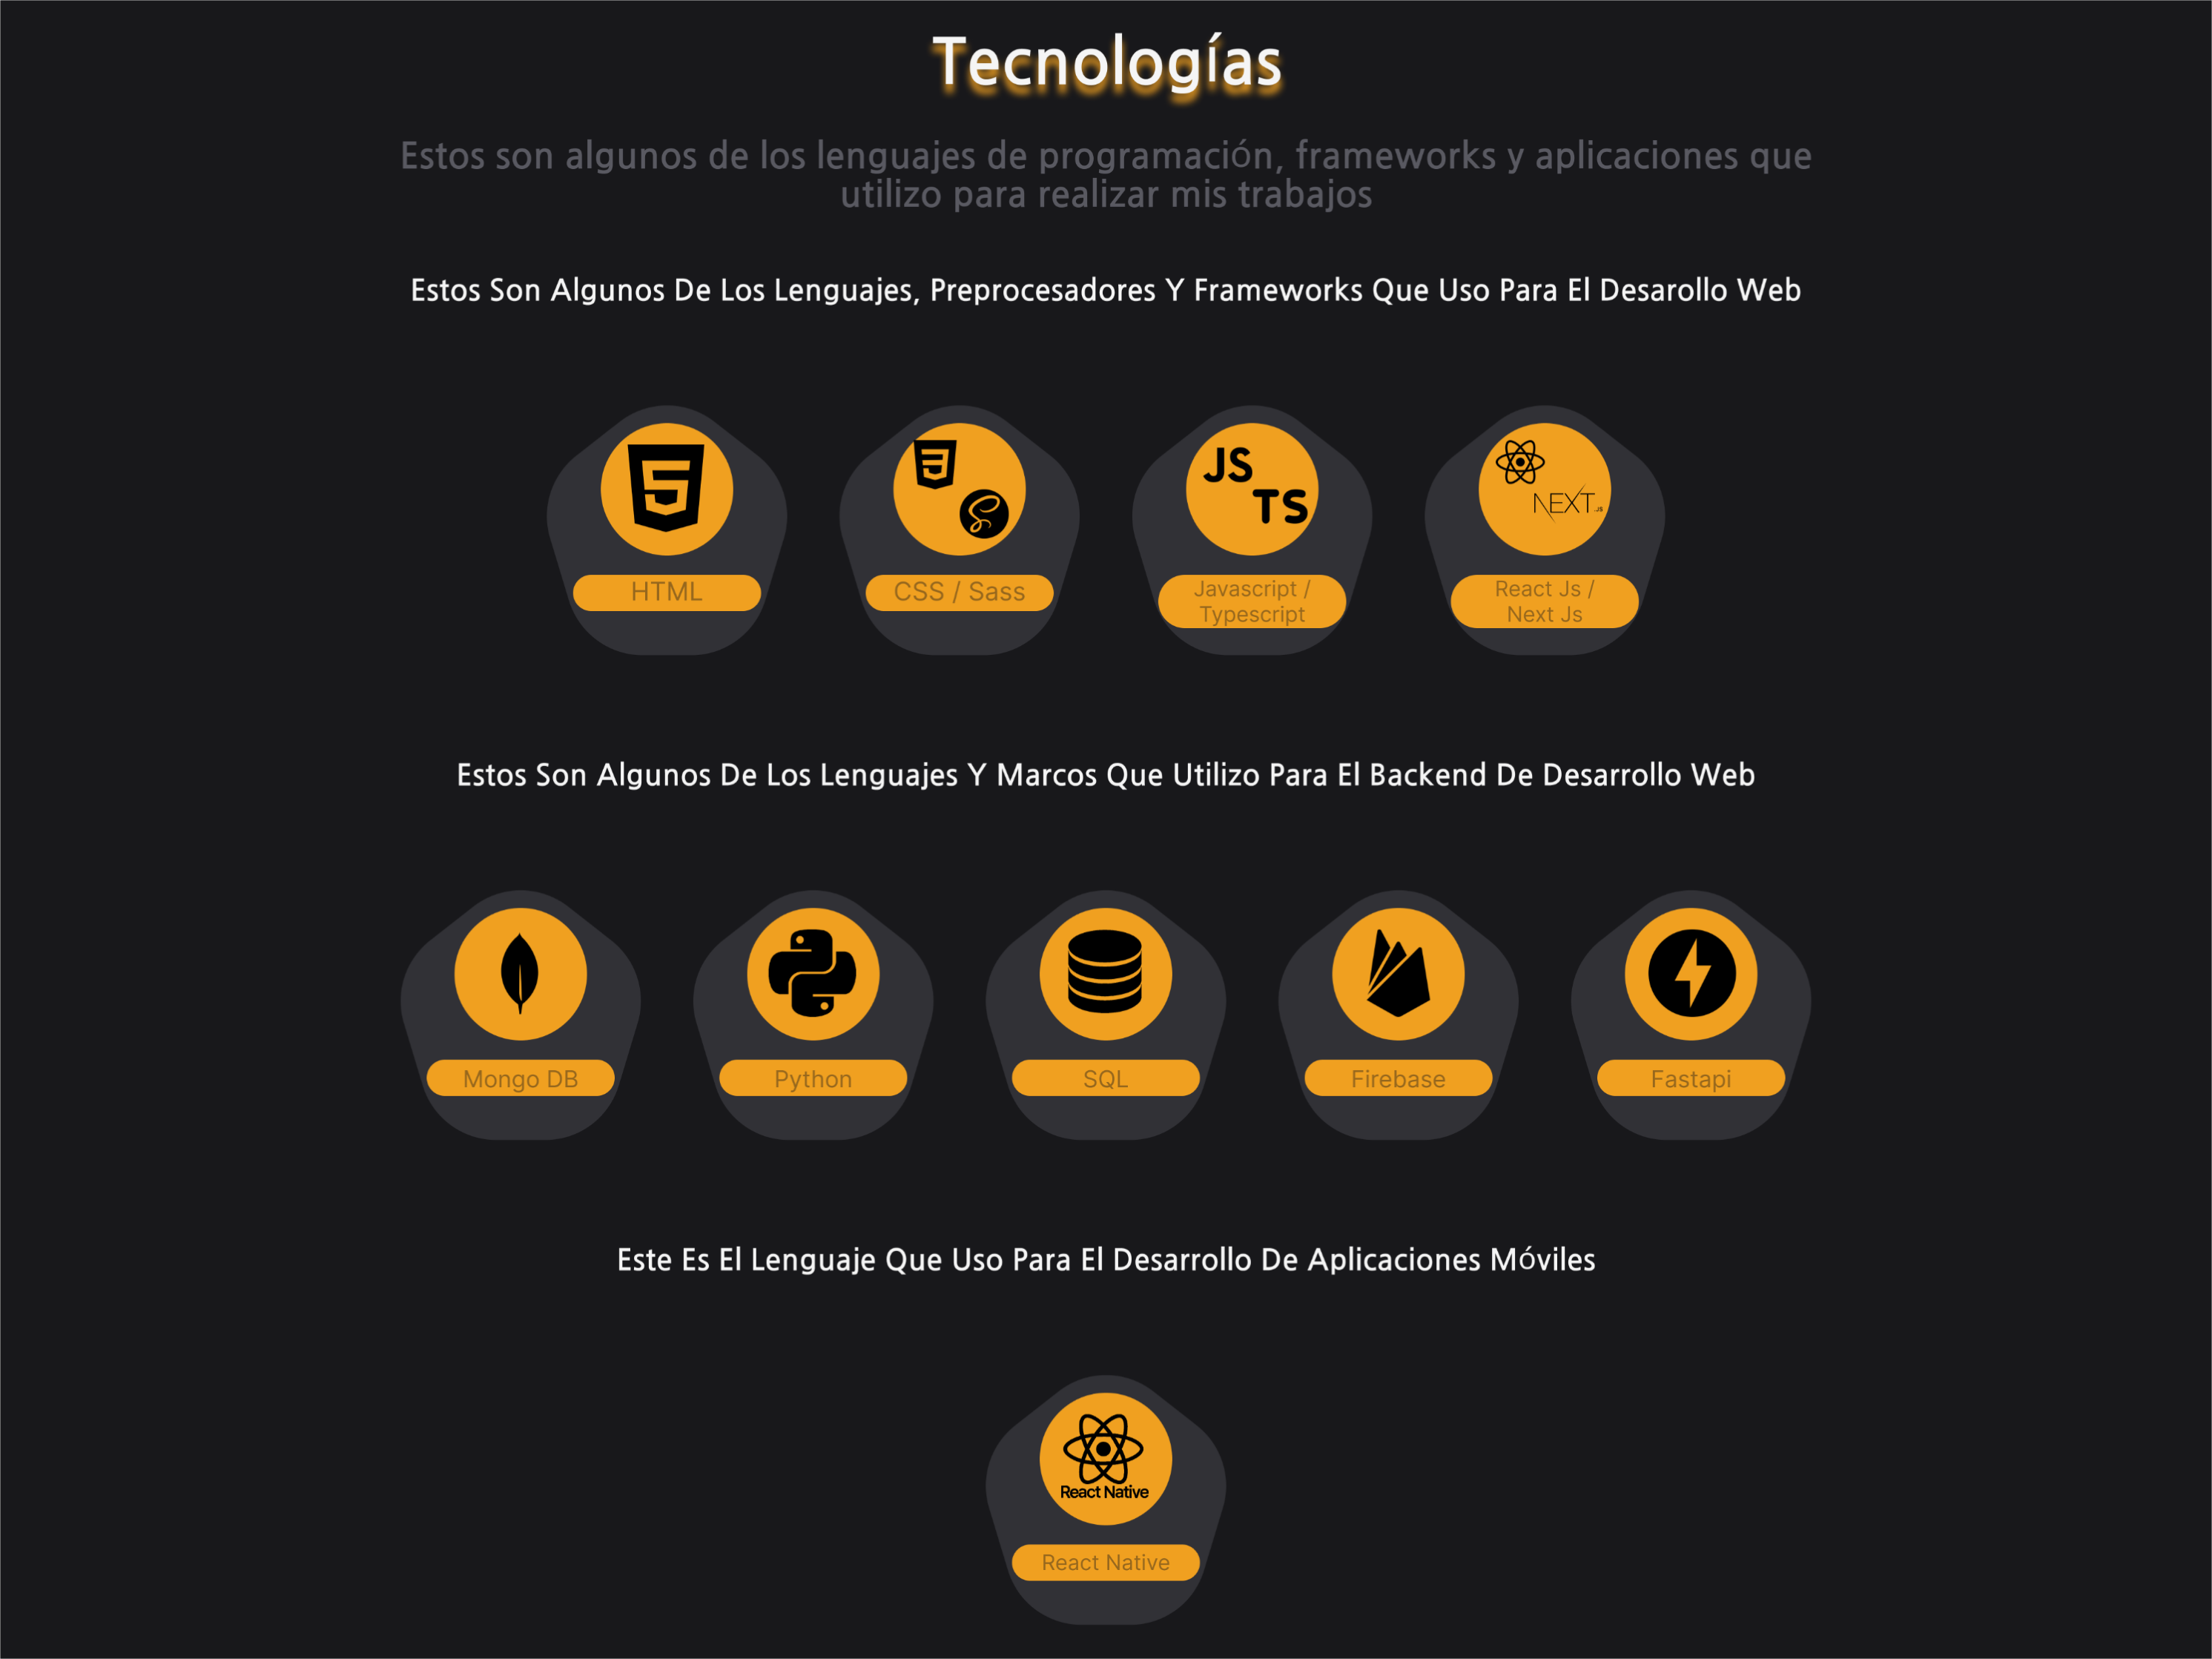 Tecnologías
Estos son algunos de los lenguajes de programación, frameworks y aplicaciones que
utilizo para realizar mis trabajos
Estos Son Algunos De Los Lenguajes, Preprocesadores Y Frameworks Que Uso Para El Desarollo Web
JS
TS
NEXT.JS
HTML
CSS / Sass
Javascript /
Typescript
React Js /
Next Js
Estos Son Algunos De Los Lenguajes Y Marcos Que Utilizo Para El Backend De Desarrollo Web
Mongo DB
Python
SQL
Firebase
Fastapi
Este Es El Lenguaje Que Uso Para El Desarrollo De Aplicaciones Móviles
React Native
React Native